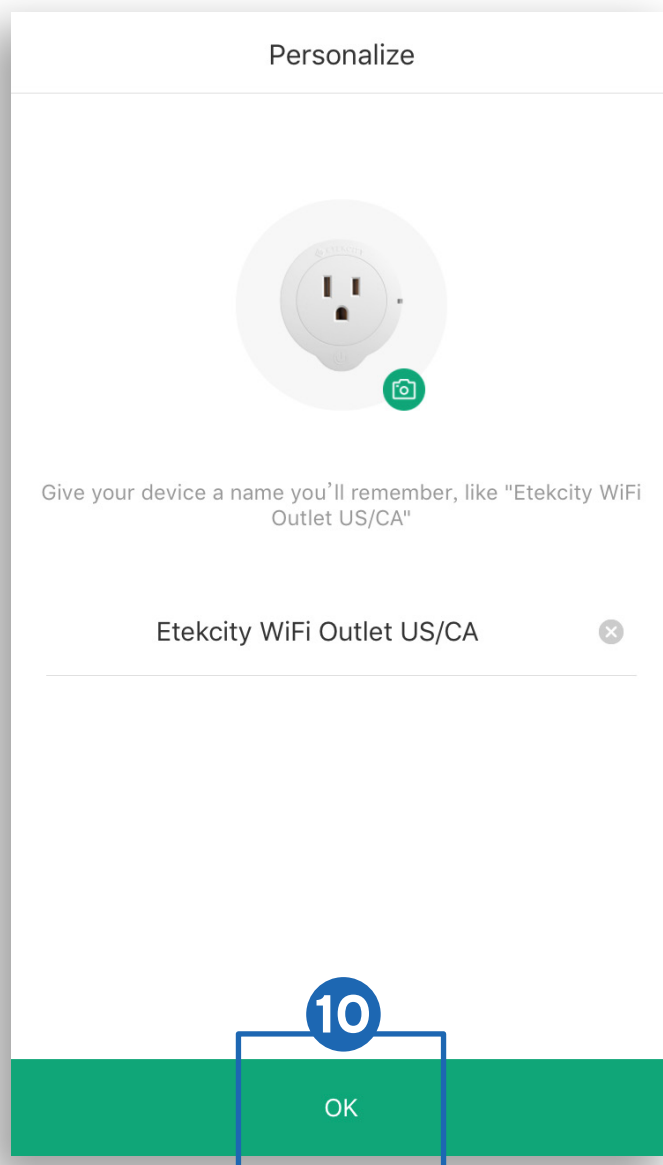 Personalize
Give your device a name you’ll remember, like "Etekcity WiFi
Outlet US/CA"
Etekcity WiFi Outlet US/CA
10
OK